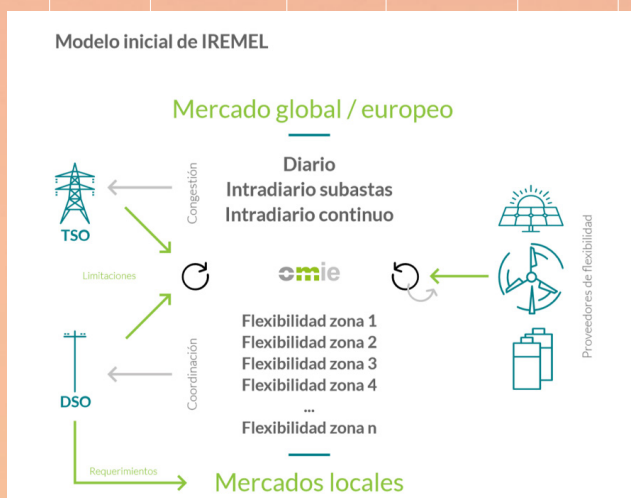 Modelo inicial de IREMEL
Mercado global / europeo
Diario
Intradiario subastas
Intradiario continuo
Congestión
TSO
Limitaciones
omie
Proveedores de flexibilidad
Flexibilidad zona 1
Flexibilidad zona 2
Flexibilidad zona 3
Flexibilidad zona 4
...
Flexibilidad zona n
Coordinación
DSO
Requerimientos
Mercados locales